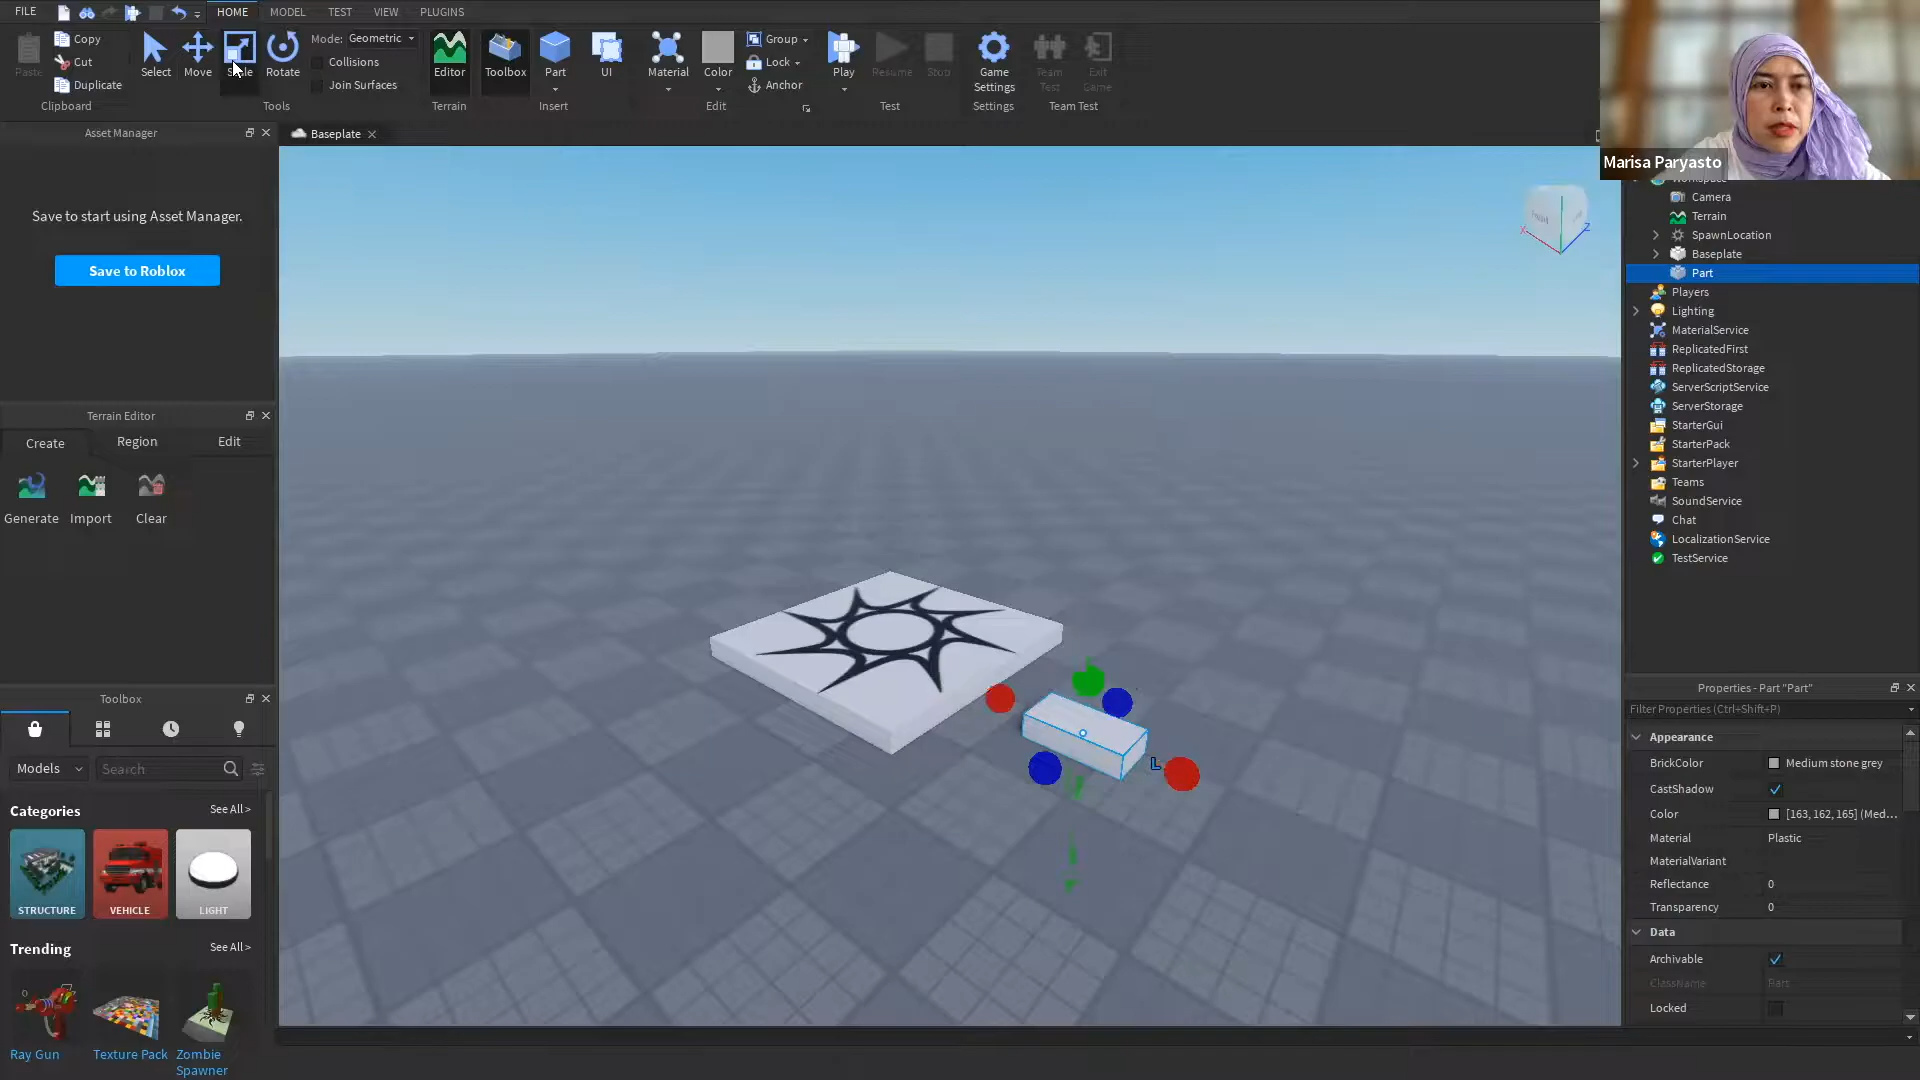 FILE
HOME
MODEL
TEST
VIEW
PLUGINS
Paste
Copy
Cut
Duplicate
Clipboard
Select
Move
Rotate
Mode: Geometric
Collisions
Join Surfaces
Tools
Editor
Terrain
Toolbox
Part
UI
Insert
Material
Color
Group
Lock
Anchor
Edit
Play
Resume
Stop
Test
Game
Settings
Settings
Team
Test
Exit
Game
Team Test
Marisa Paryasto
Asset Manager
Save to start using Asset Manager.
Save to Roblox
Terrain Editor
Create
Region
Edit
Generate
Import
Clear
Toolbox
Models
Search
Categories
See All >
STRUCTURE
VEHICLE
LIGHT
Trending
See All >
Ray Gun
Texture Pack
Zombie
Spawner
Baseplate
X
Z
L
Workspace
Camera
Terrain
SpawnLocation
Baseplate
Part
Players
Lighting
MaterialService
ReplicatedFirst
ReplicatedStorage
ServerScriptService
ServerStorage
StarterGui
StarterPack
StarterPlayer
Teams
SoundService
Chat
LocalizationService
TestService
Properties - Part "Part"
Filter Properties (Ctrl+Shift+P)
Appearance
BrickColor Medium stone grey
CastShadow
Color [163, 162, 165] (Med...
Material Plastic
MaterialVariant
Reflectance 0
Transparency 0
Data
Archivable
ClassName Part
Locked